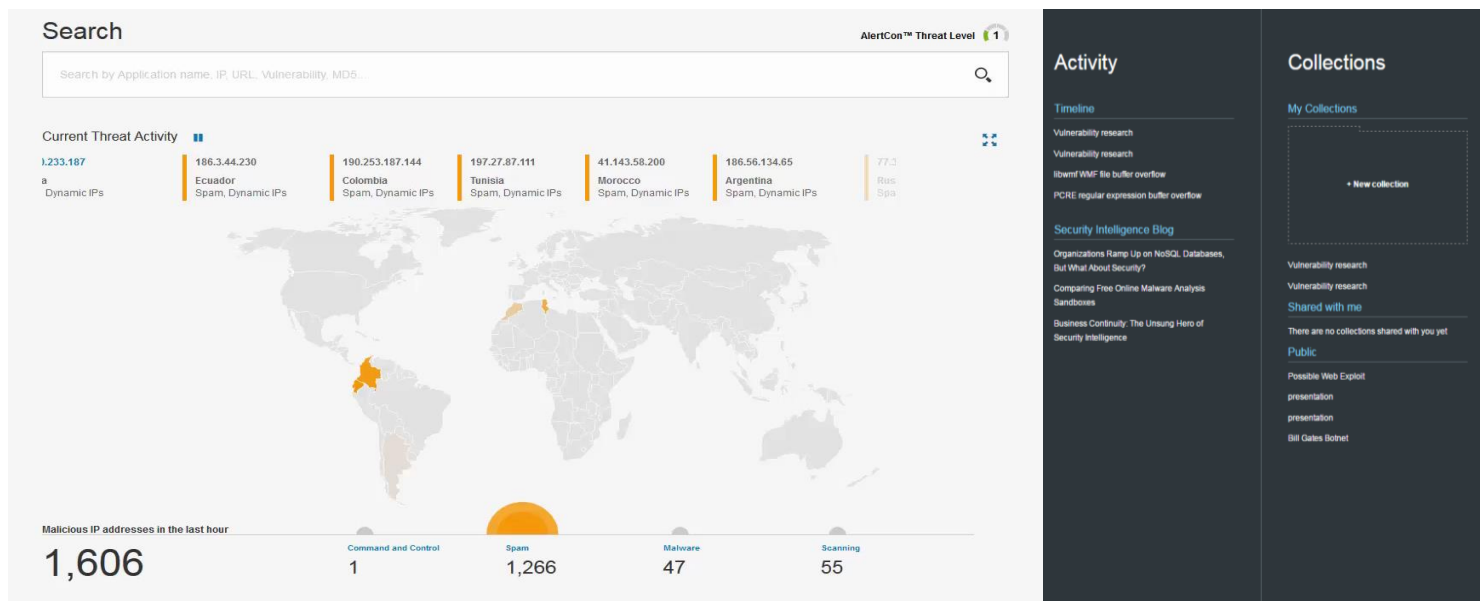 Search
AlertCon™ Threat Level 1
Search by Application name, IP, URL, Vulnerability, MD5...
Current Threat Activity
.233.187
a
Dynamic IPs
186.3.44.230
Ecuador
Spam, Dynamic IPs
190.253.187.144
Colombia
Spam, Dynamic IPs
197.27.87.111
Tunisia
Spam, Dynamic IPs
41.143.58.200
Morocco
Spam, Dynamic IPs
186.56.134.65
Argentina
Spam, Dynamic IPs
77.
Rus
Spa
Malicious IP addresses in the last hour
1,606
Command and Control
1
Spam
1,266
Malware
47
Scanning
55
Activity
Timeline
Vulnerability research
Vulnerability research
libwmf WMF file buffer overflow
PCRE regular expression buffer overflow
Security Intelligence Blog
Organizations Ramp Up on NoSQL Databases,
But What About Security?
Comparing Free Online Malware Analysis
Sandboxes
Business Continuity: The Unsung Hero of
Security Intelligence
Collections
My Collections
+ New collection
Vulnerability research
Vulnerability research
Shared with me
There are no collections shared with you yet
Public
Possible Web Exploit
presentation
presentation
Bill Gates Botnet